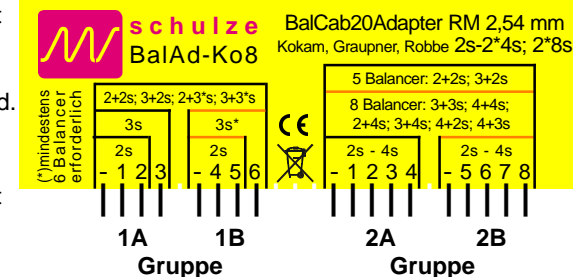 schulze
BalAd-Ko8
BalCab20Adapter RM 2,54 mm
Kokam, Graupner, Robbe 2s-2*4s; 2*8s
d.
(*)mindestens
6 Balancer
erforderlich
2+2s; 3+2s; 2+3*s; 3+3*s
3s
3s*
2s
2s
- 1 2 3
- 4 5 6
CE
5 Balancer: 2+2s; 3+2s
8 Balancer: 3+3s; 4+4s;
2+4s; 3+4s; 4+2s; 4+3s
2s - 4s
2s - 4s
- 1 2 3 4
- 5 6 7 8
1A
1B
2A
2B
Gruppe
Gruppe